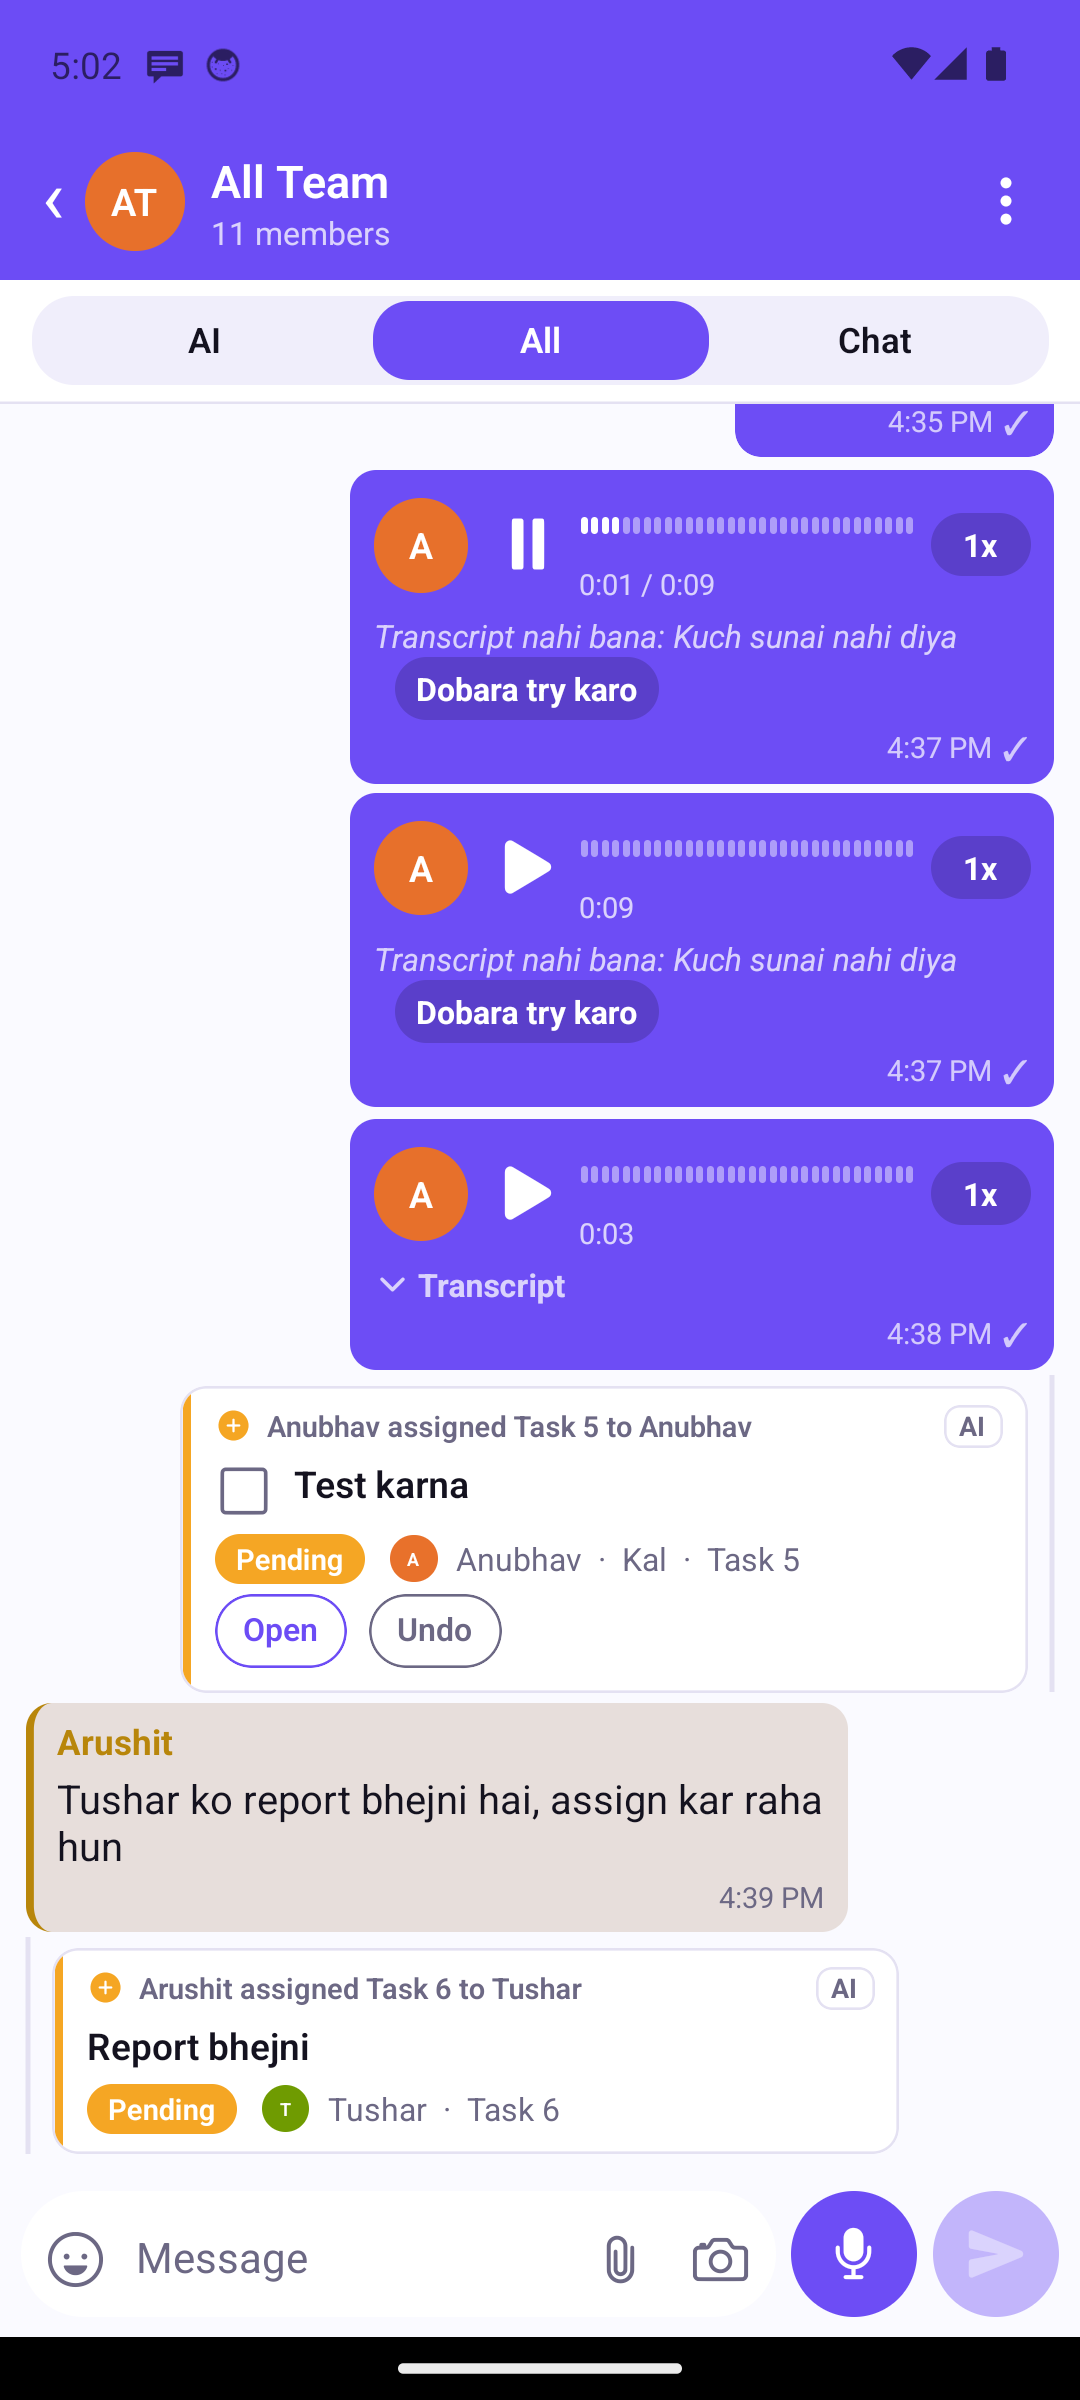 5:02
AT
All Team
11 members
AI
All
Chat
4:35 PM ✓
A
1x
0:01 / 0:09
Transcript nahi bana: Kuch sunai nahi diya
Dobara try karo
4:37 PM ✓
A
1x
0:09
Transcript nahi bana: Kuch sunai nahi diya
Dobara try karo
4:37 PM ✓
A
1x
0:03
Transcript
4:38 PM ✓
Anubhav assigned Task 5 to Anubhav
AI
Test karna
Pending
A
Anubhav · Kal · Task 5
Open
Undo
Arushit
Tushar ko report bhejni hai, assign kar raha
hun
4:39 PM
Arushit assigned Task 6 to Tushar
AI
Report bhejni
Pending
T
Tushar · Task 6
Message